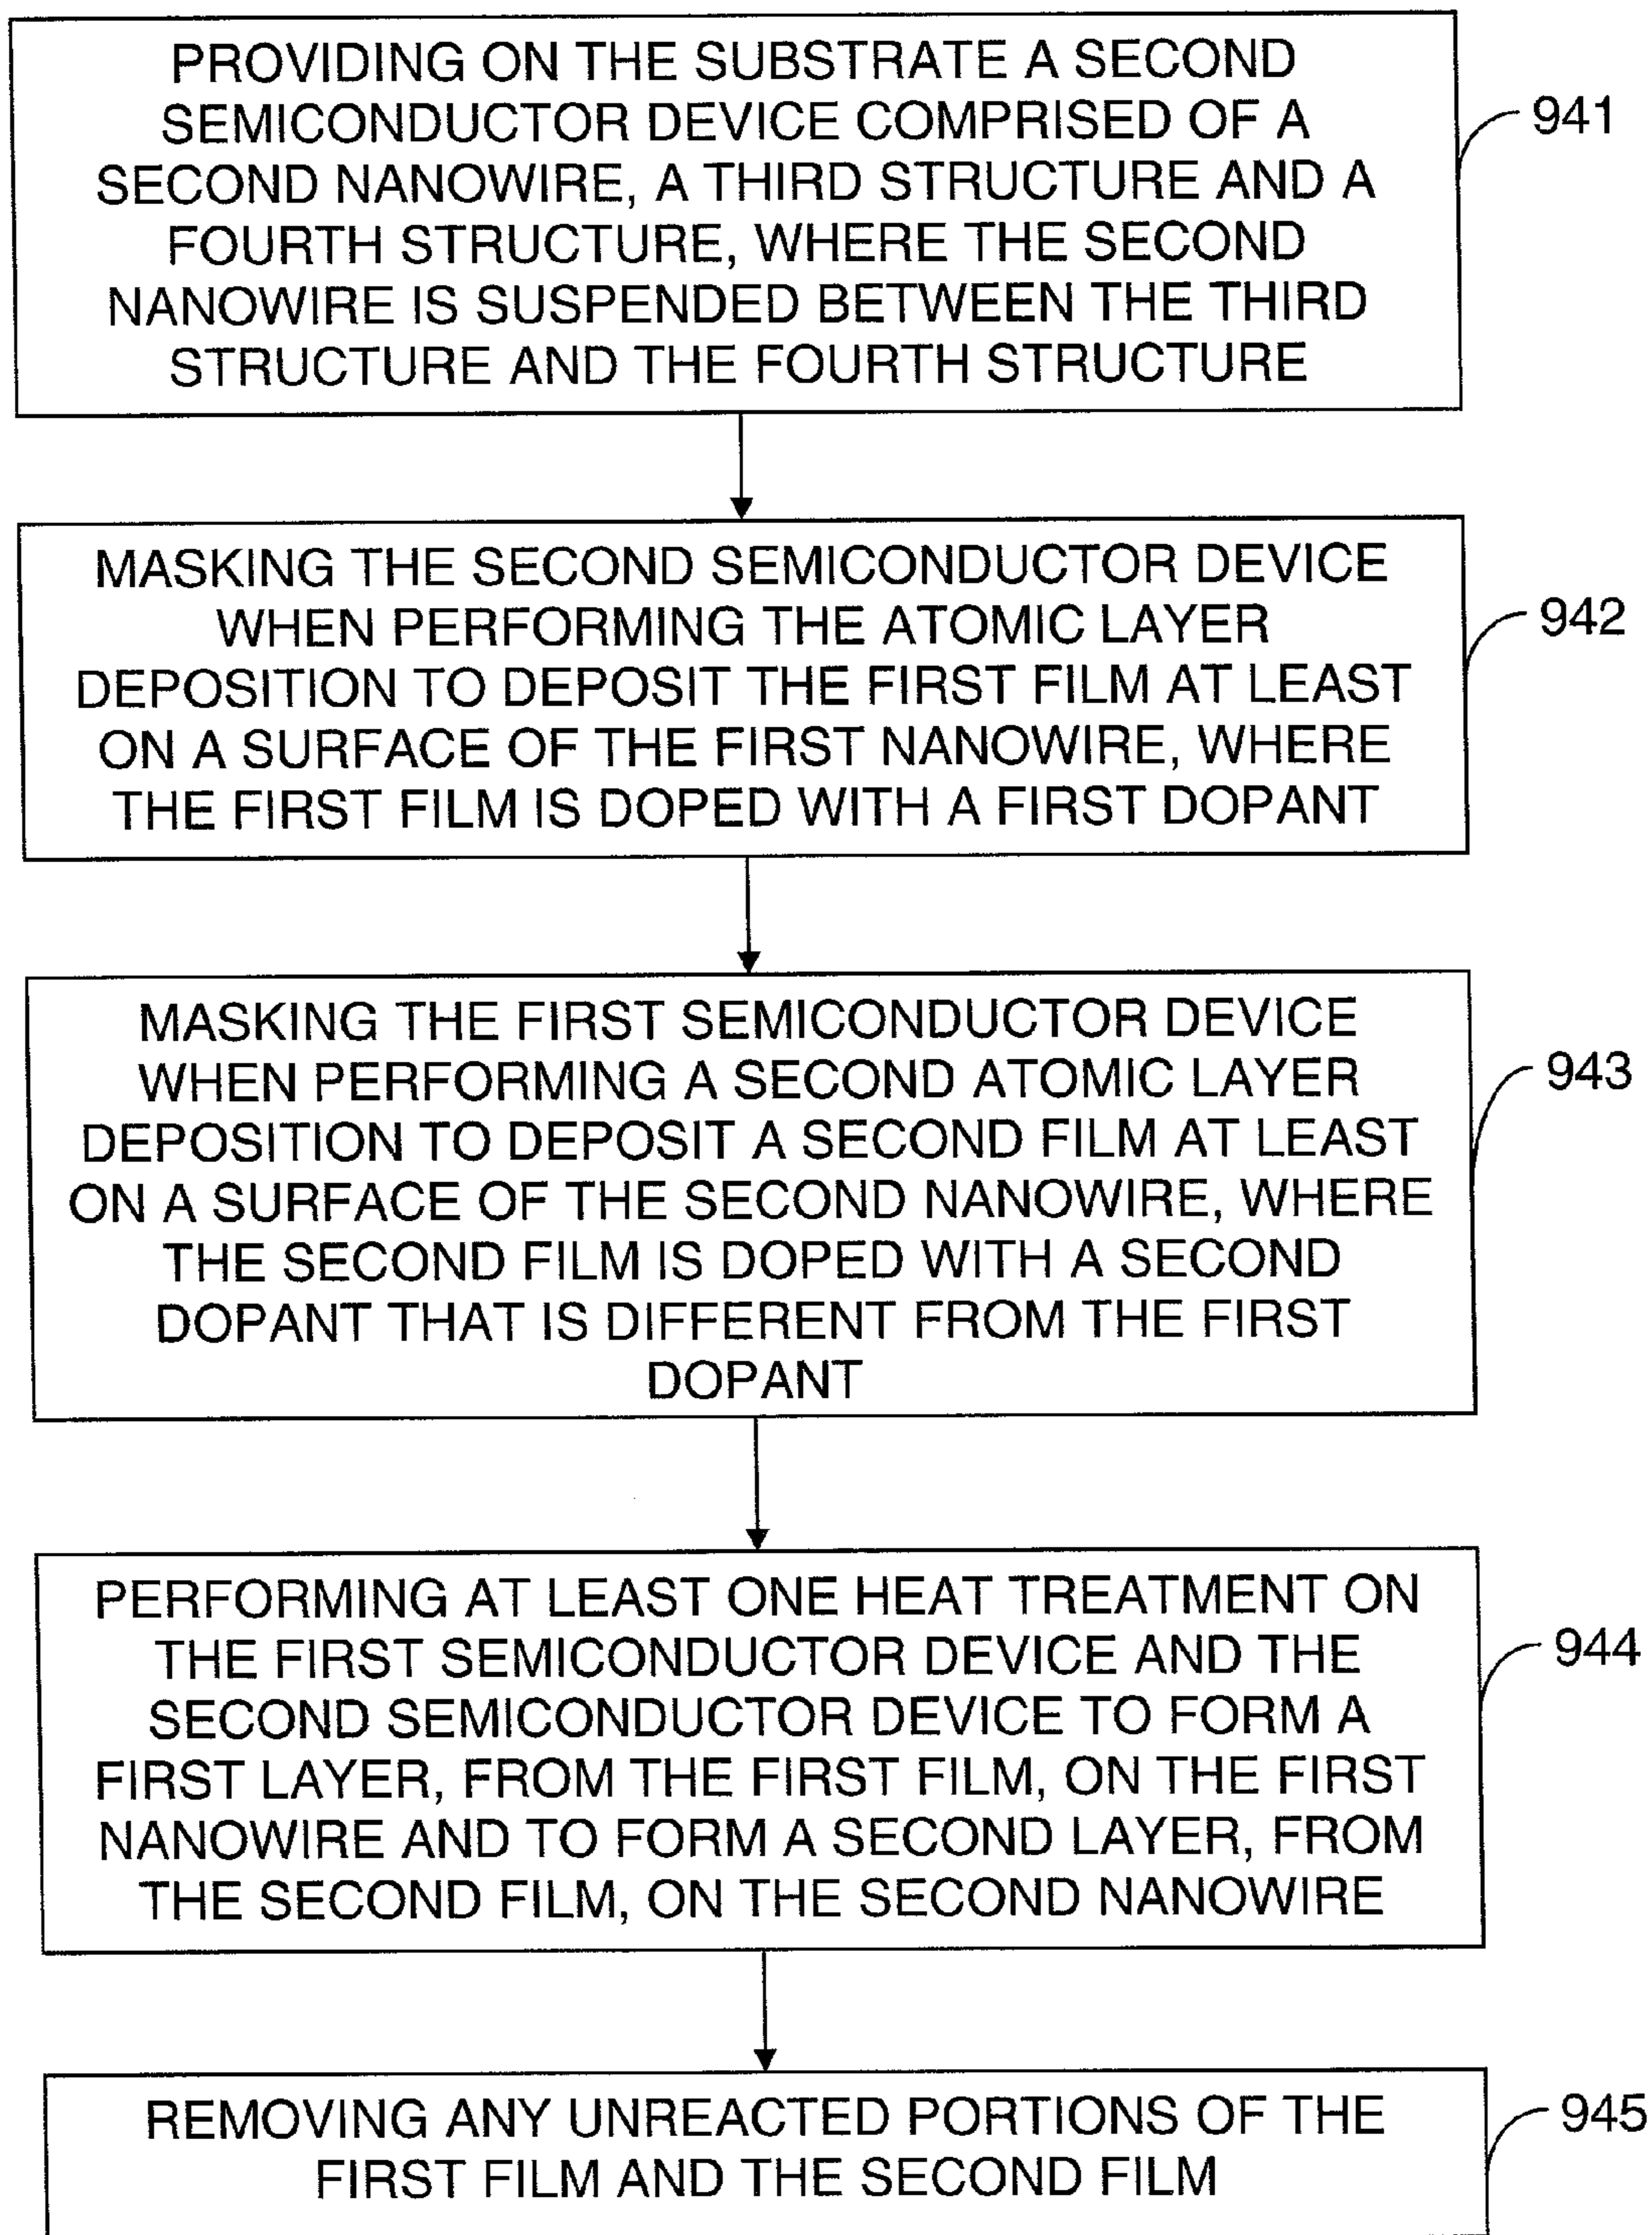 PROVIDING ON THE SUBSTRATE A SECOND
SEMICONDUCTOR DEVICE COMPRISED OF A
SECOND NANOWIRE, A THIRD STRUCTURE AND A
FOURTH STRUCTURE, WHERE THE SECOND
NANOWIRE IS SUSPENDED BETWEEN THE THIRD
STRUCTURE AND THE FOURTH STRUCTURE
941
MASKING THE SECOND SEMICONDUCTOR DEVICE
WHEN PERFORMING THE ATOMIC LAYER
DEPOSITION TO DEPOSIT THE FIRST FILM AT LEAST
ON A SURFACE OF THE FIRST NANOWIRE, WHERE
THE FIRST FILM IS DOPED WITH A FIRST DOPANT
942
MASKING THE FIRST SEMICONDUCTOR DEVICE
WHEN PERFORMING A SECOND ATOMIC LAYER
DEPOSITION TO DEPOSIT A SECOND FILM AT LEAST
ON A SURFACE OF THE SECOND NANOWIRE, WHERE
THE SECOND FILM IS DOPED WITH A SECOND
DOPANT THAT IS DIFFERENT FROM THE FIRST
DOPANT
943
PERFORMING AT LEAST ONE HEAT TREATMENT ON
THE FIRST SEMICONDUCTOR DEVICE AND THE
SECOND SEMICONDUCTOR DEVICE TO FORM A
FIRST LAYER, FROM THE FIRST FILM, ON THE FIRST
NANOWIRE AND TO FORM A SECOND LAYER, FROM
THE SECOND FILM, ON THE SECOND NANOWIRE
944
REMOVING ANY UNREACTED PORTIONS OF THE
FIRST FILM AND THE SECOND FILM
945